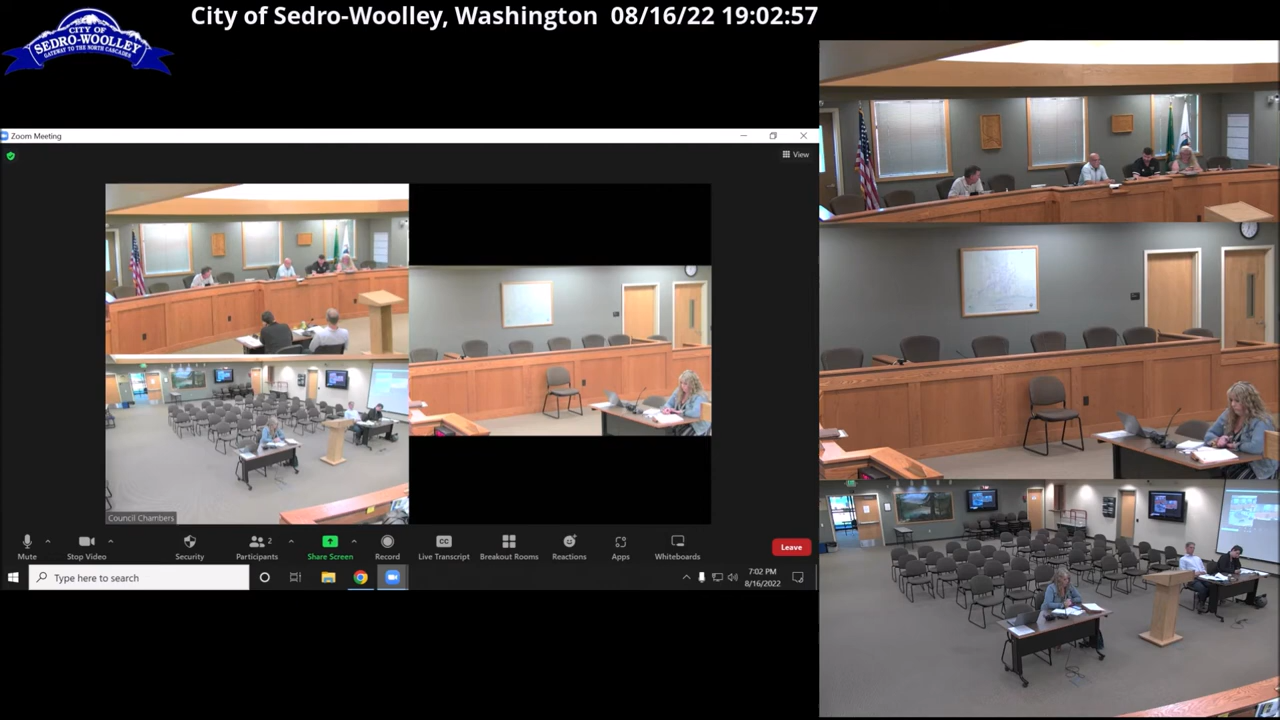 City of Sedro-Woolley, Washington 08/16/22 19:02:57
CITY OF
SEDRO-WOOLLEY
GATEWAY TO THE NORTH CASCADES
Zoom Meeting
View
Council Chambers
Mute
Stop Video
Security
Participants
2
Share Screen
Record
CC
Live Transcript
Breakout Rooms
Reactions
Apps
Whiteboards
Leave
Type here to search
7:02 PM
8/16/2022